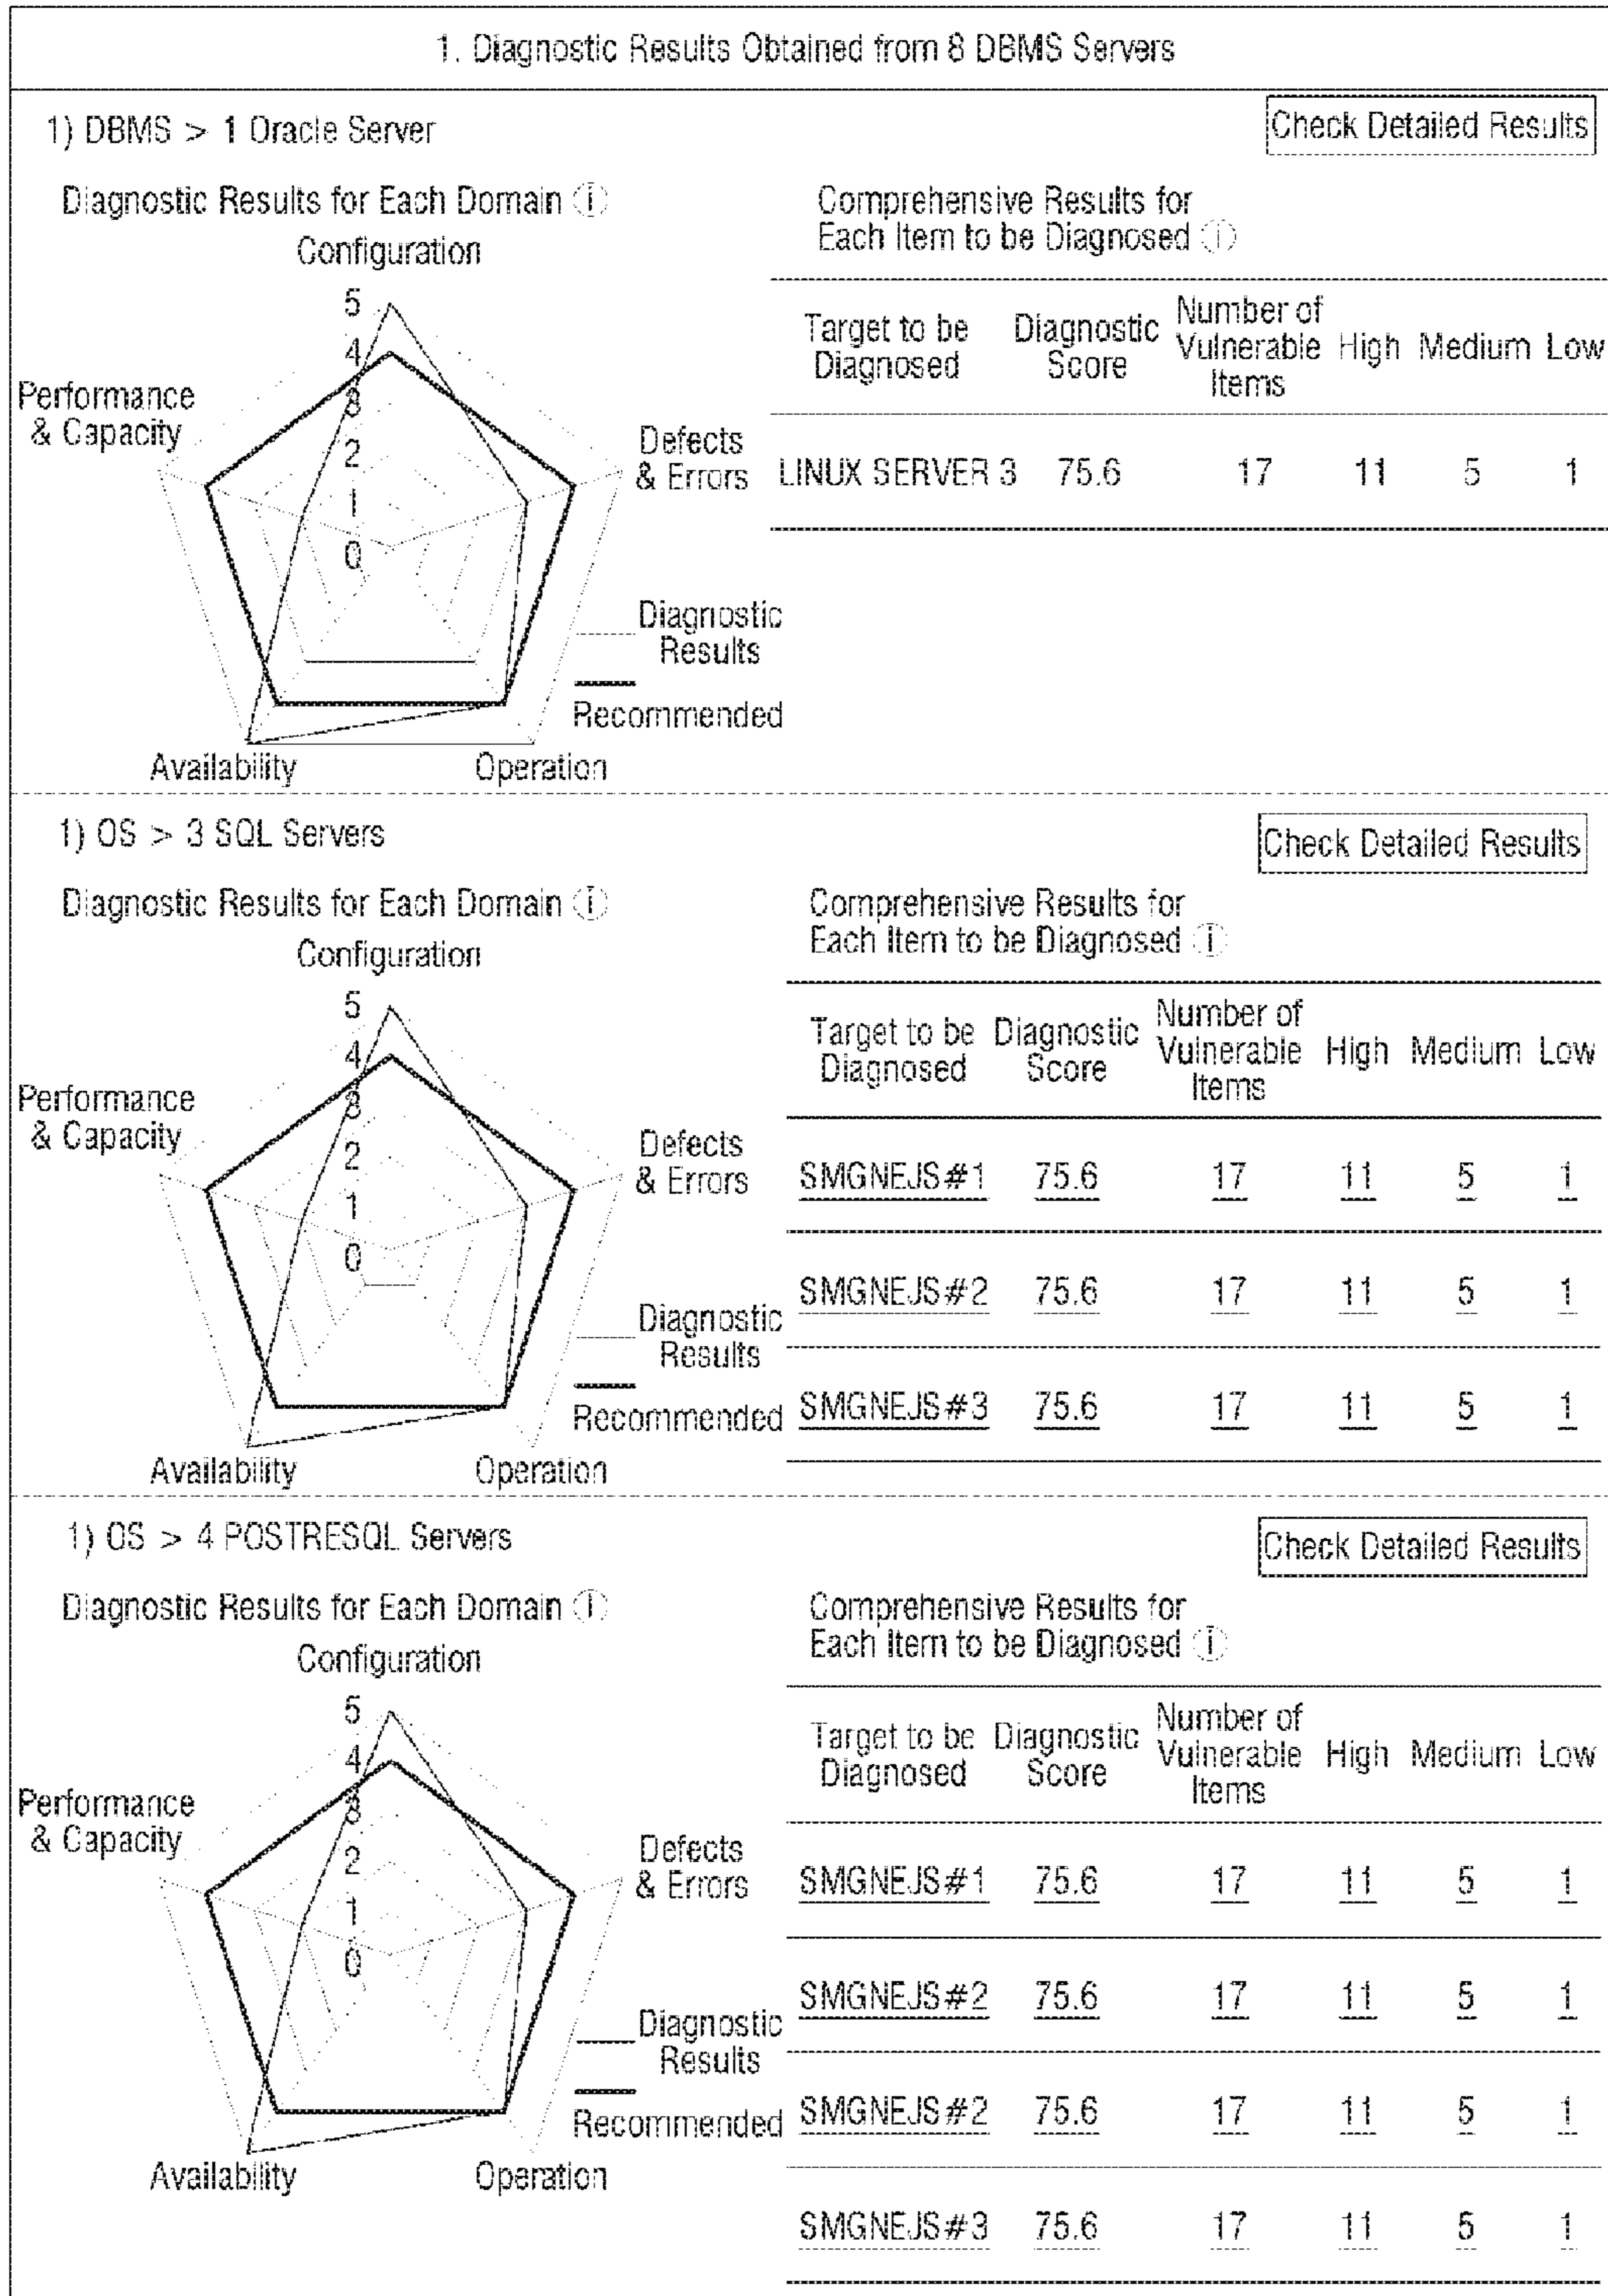 1. Diagnostic Results Obtained from 8 DBMS Servers
1) DBMS > 1 Oracle Server
Check Detailed Results
Diagnostic Results for Each Domain ⓘ
Configuration
5
4
3
2
1
0
Performance
& Capacity
Defects
& Errors
Diagnostic
Results
Recommended
Availability
Operation
Comprehensive Results for
Each Item to be Diagnosed ⓘ
Target to be Diagnosed Diagnostic Score Number of Vulnerable Items High Medium Low
LINUX SERVER 3 75.6 17 11 5 1
1) OS > 3 SQL Servers
Check Detailed Results
Diagnostic Results for Each Domain ⓘ
Configuration
5
4
3
2
1
0
Performance
& Capacity
Defects
& Errors
Diagnostic
Results
Recommended
Availability
Operation
Comprehensive Results for
Each Item to be Diagnosed ⓘ
Target to be Diagnosed Diagnostic Score Number of Vulnerable Items High Medium Low
SMGNEJS#1 75.6 17 11 5 1
SMGNEJS#2 75.6 17 11 5 1
SMGNEJS#3 75.6 17 11 5 1
1) OS > 4 POSTRESQL Servers
Check Detailed Results
Diagnostic Results for Each Domain ⓘ
Configuration
5
4
3
2
1
0
Performance
& Capacity
Defects
& Errors
Diagnostic
Results
Recommended
Availability
Operation
Comprehensive Results for
Each Item to be Diagnosed ⓘ
Target to be Diagnosed Diagnostic Score Number of Vulnerable Items High Medium Low
SMGNEJS#1 75.6 17 11 5 1
SMGNEJS#2 75.6 17 11 5 1
SMGNEJS#2 75.6 17 11 5 1
SMGNEJS#3 75.6 17 11 5 1